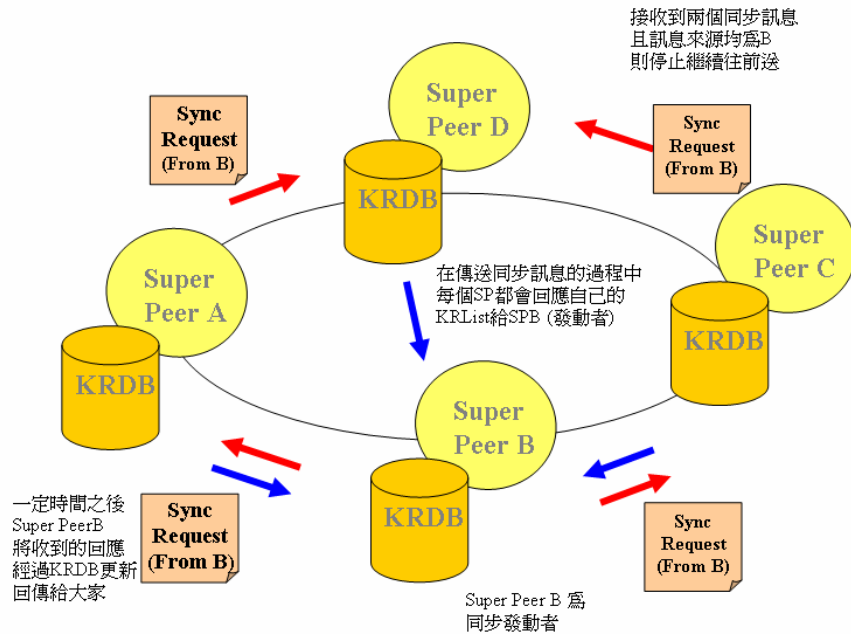 接收到兩個同步訊息
且訊息來源均為B
則停止繼續往前送
Super
Peer D
Sync
Request
(From B)
Sync
Request
(From B)
KRDB
Super
Peer C
Super
Peer A
在傳送同步訊息的過程中
每個SP都會回應自己的
KRList給SPB (發動者)
KRDB
KRDB
Super
Peer B
KRDB
一定時間之後
Super PeerB
將收到的回應
經過KRDB更新
回傳給大家
Sync
Request
(From B)
Sync
Request
(From B)
Super Peer B 為
同步發動者